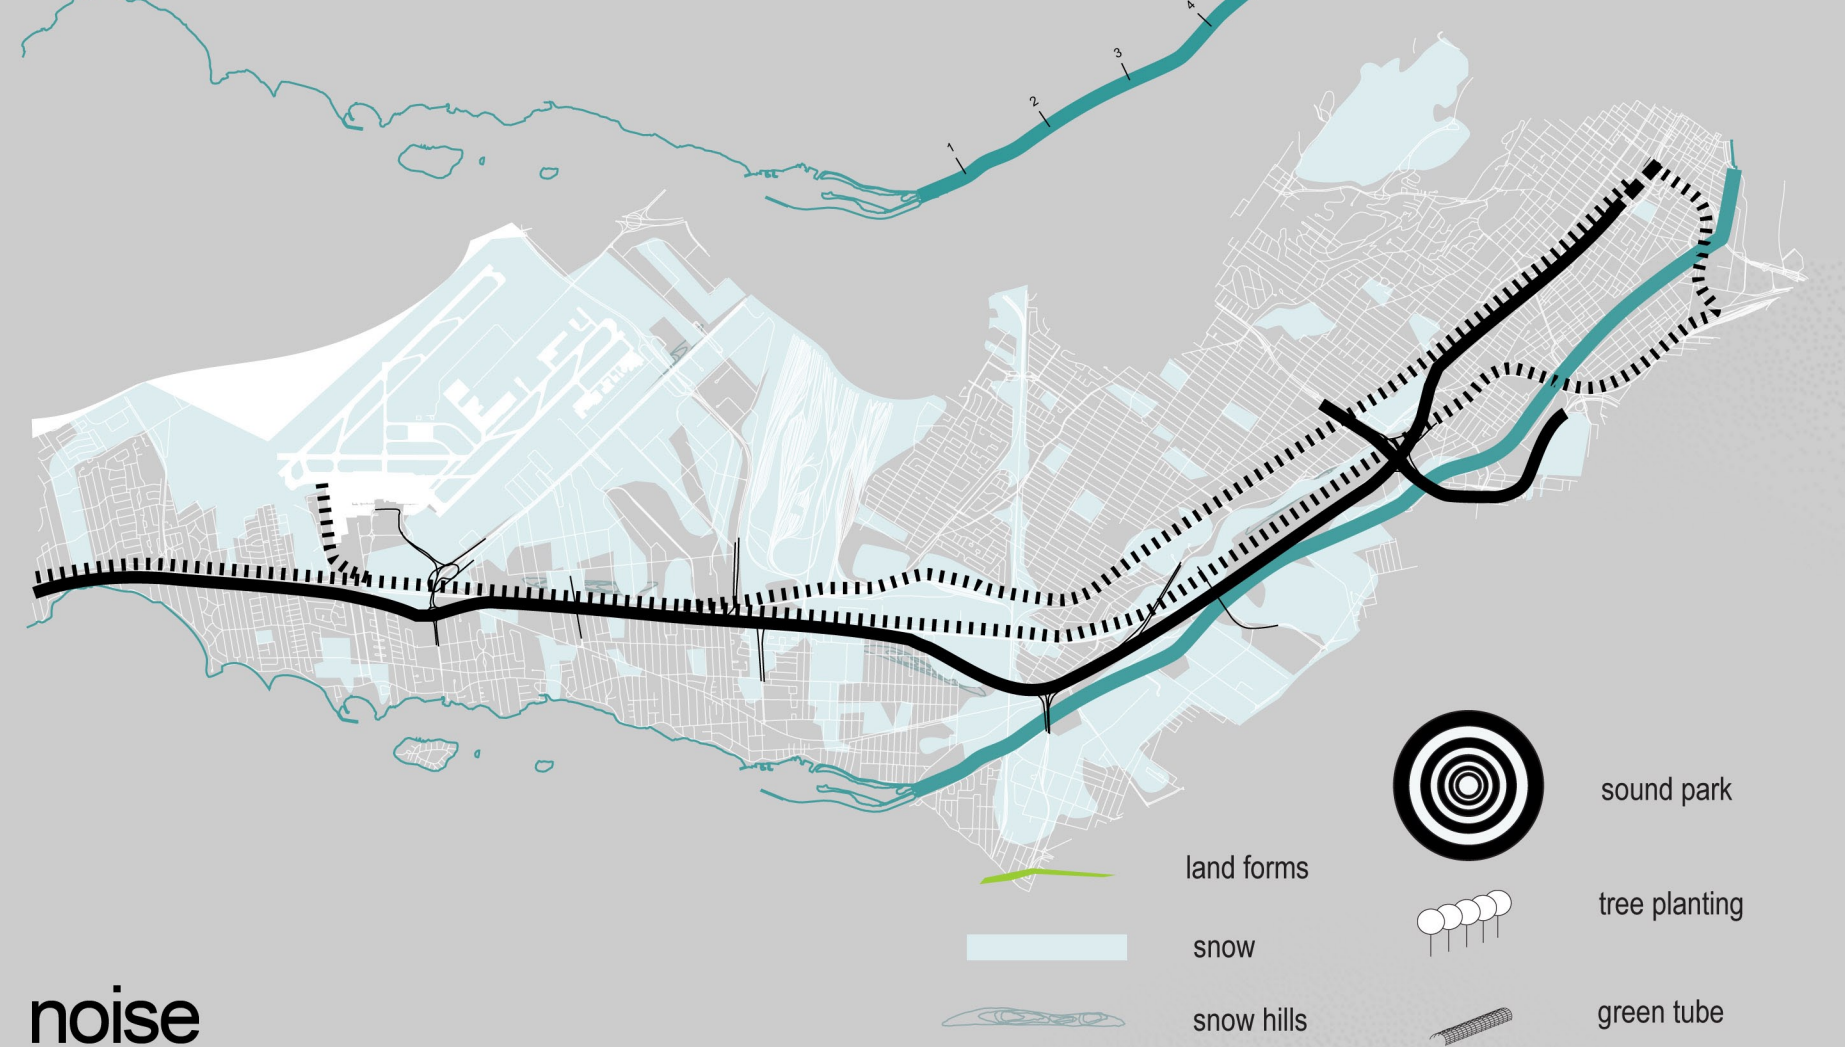 4
3
2
1
sound park
land forms
tree planting
snow
green tube
snow hills
noise